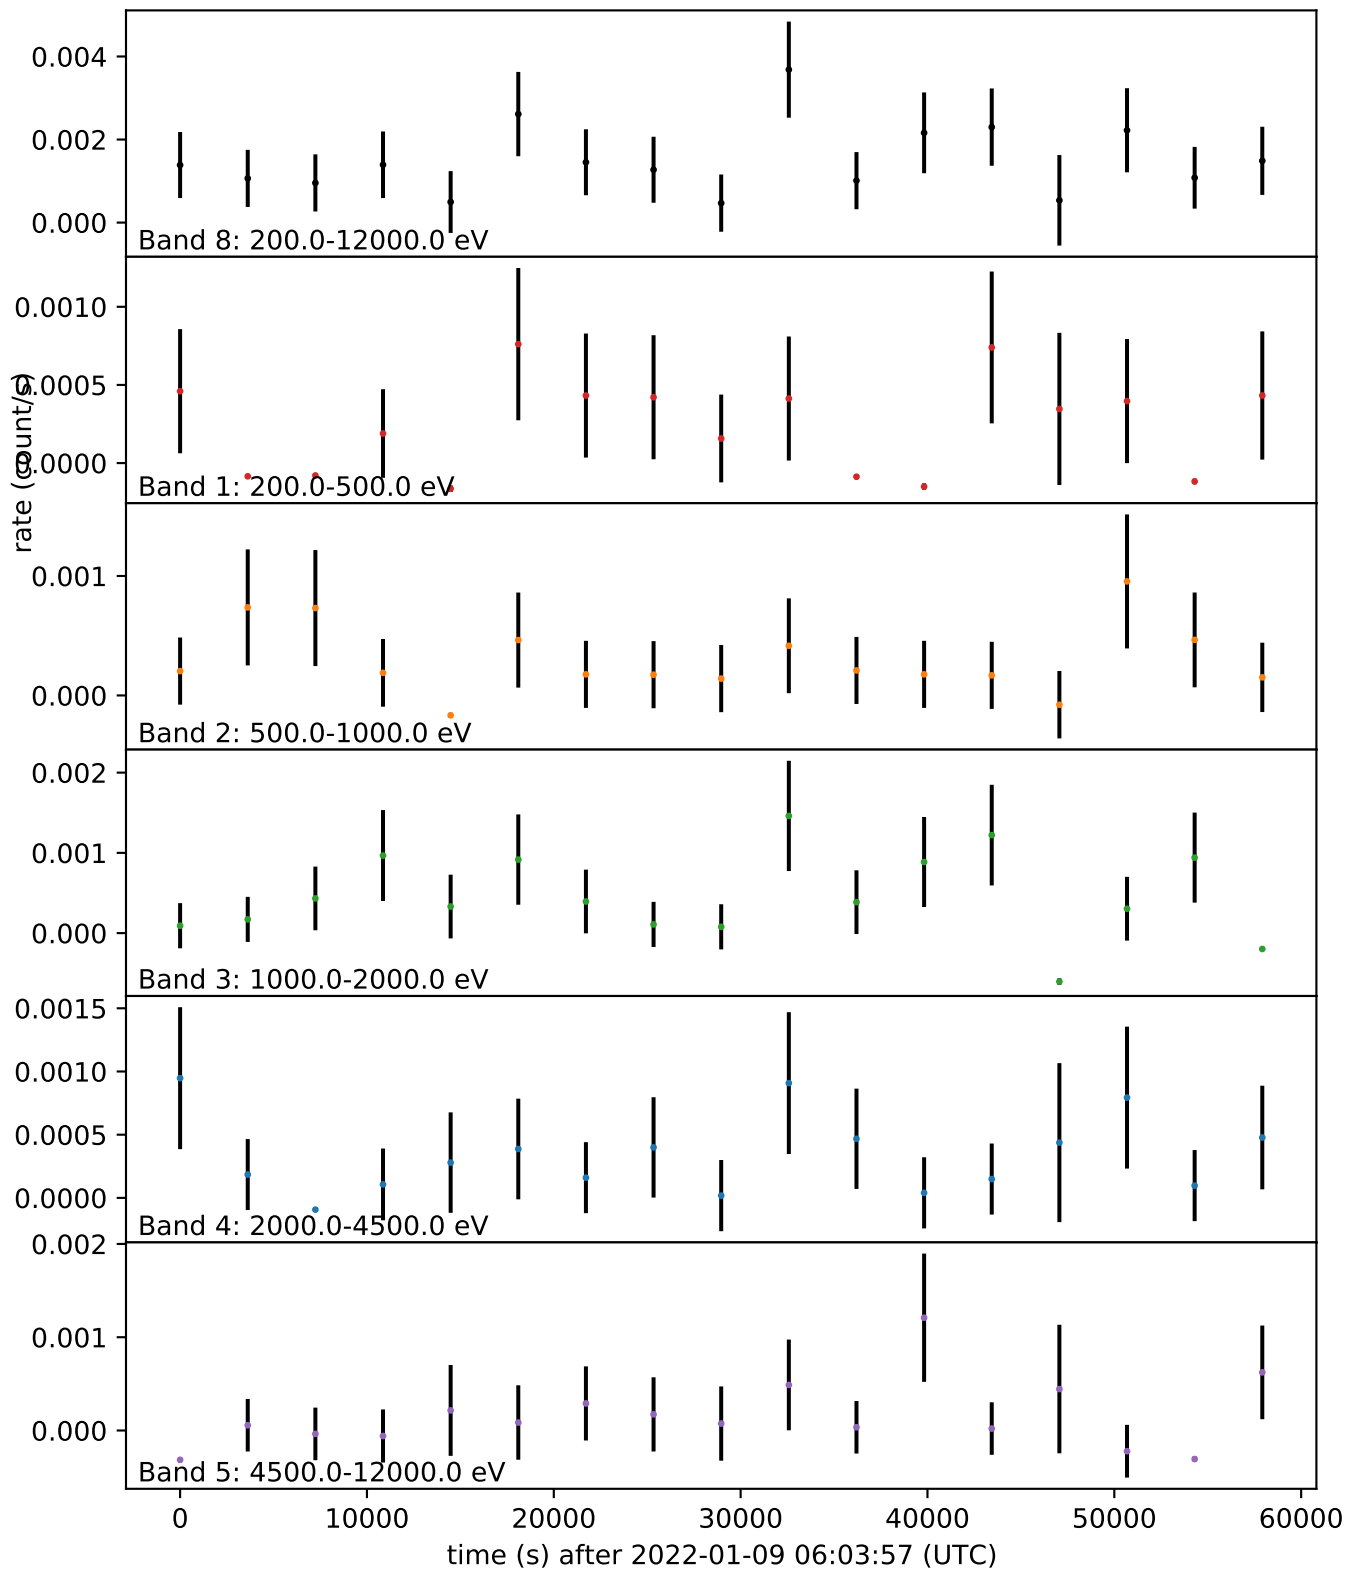 0.004
0.002
0.000
Band 8: 200.0-12000.0 eV
0.0010
0.0005
0.0000
Band 1: 200.0-500.0 eV
rate (count/s)
0.001
0.000
Band 2: 500.0-1000.0 eV
0.002
0.001
0.000
Band 3: 1000.0-2000.0 eV
0.0015
0.0010
0.0005
0.0000
Band 4: 2000.0-4500.0 eV
0.002
0.001
0.000
Band 5: 4500.0-12000.0 eV
0 10000 20000 30000 40000 50000 60000
time (s) after 2022-01-09 06:03:57 (UTC)